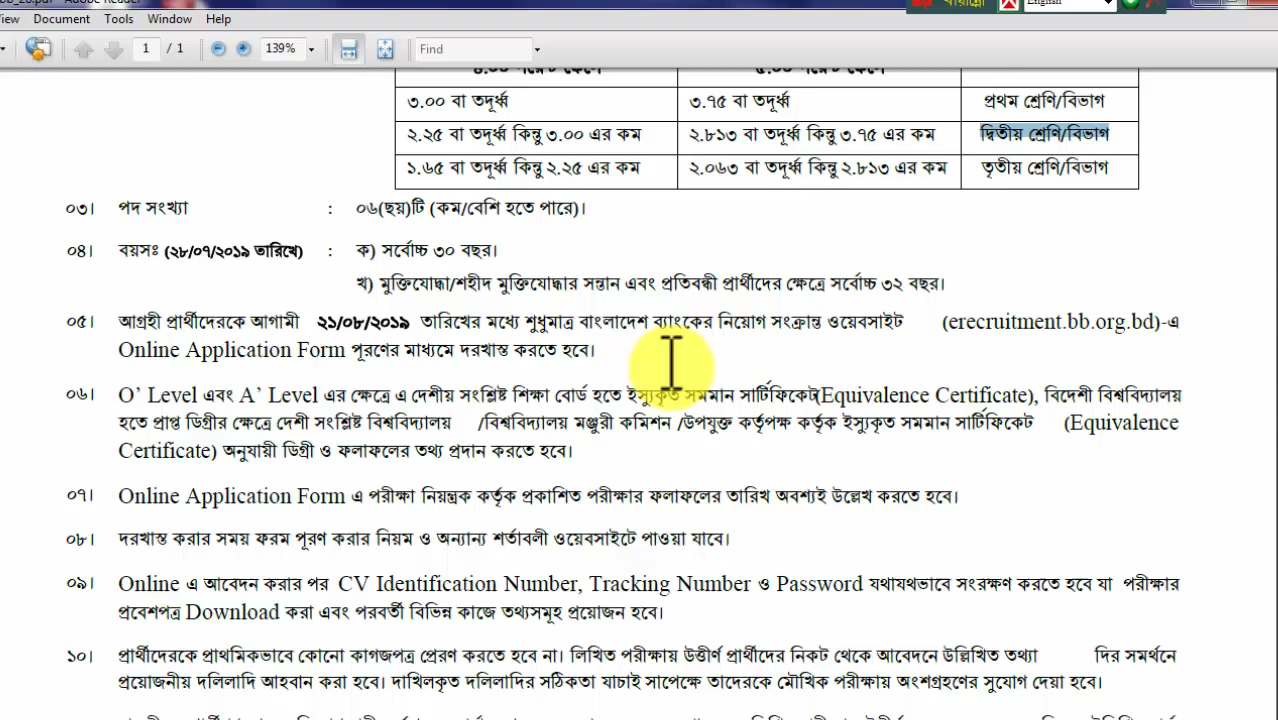 Document Tools Window Help
1 / 1 139% Find
৩.০০ বা তদূর্ধ্ব ৩.৭৫ বা তদূর্ধ্ব প্রথম শ্রেণি/বিভাগ
২.২৫ বা তদূর্ধ্ব কিন্তু ৩.০০ এর কম ২.৮১৩ বা তদূর্ধ্ব কিন্তু ৩.৭৫ এর কম দ্বিতীয় শ্রেণি/বিভাগ
১.৬৫ বা তদূর্ধ্ব কিন্তু ২.২৫ এর কম ২.০৬৩ বা তদূর্ধ্ব কিন্তু ২.৮১৩ এর কম তৃতীয় শ্রেণি/বিভাগ
০৩। পদ সংখ্যা : ০৬(ছয়)টি (কম/বেশি হতে পারে)।
০৪। বয়সঃ (২৮/০৭/২০১৯ তারিখে) : ক) সর্বোচ্চ ৩০ বছর।
খ) মুক্তিযোদ্ধা/শহীদ মুক্তিযোদ্ধার সন্তান এবং প্রতিবন্ধী প্রার্থীদের ক্ষেত্রে সর্বোচ্চ ৩২ বছর।
০৫। আগ্রহী প্রার্থীদেরকে আগামী ২১/০৮/২০১৯ তারিখের মধ্যে শুধুমাত্র বাংলাদেশ ব্যাংকের নিয়োগ সংক্রান্ত ওয়েবসাইট (erecruitment.bb.org.bd)-এ
Online Application Form পূরণের মাধ্যমে দরখাস্ত করতে হবে।
০৬। O’ Level এবং A’ Level এর ক্ষেত্রে এ দেশীয় সংশ্লিষ্ট শিক্ষা বোর্ড হতে ইস্যুকৃত সমমান সার্টিফিকেট(Equivalence Certificate), বিদেশী বিশ্ববিদ্যালয়
হতে প্রাপ্ত ডিগ্রীর ক্ষেত্রে দেশী সংশ্লিষ্ট বিশ্ববিদ্যালয় /বিশ্ববিদ্যালয় মঞ্জুরী কমিশন /উপযুক্ত কর্তৃপক্ষ কর্তৃক ইস্যুকৃত সমমান সার্টিফিকেট (Equivalence
Certificate) অনুযায়ী ডিগ্রী ও ফলাফলের তথ্য প্রদান করতে হবে।
০৭। Online Application Form এ পরীক্ষা নিয়ন্ত্রক কর্তৃক প্রকাশিত পরীক্ষার ফলাফলের তারিখ অবশ্যই উল্লেখ করতে হবে।
০৮। দরখাস্ত করার সময় ফরম পূরণ করার নিয়ম ও অন্যান্য শর্তাবলী ওয়েবসাইটে পাওয়া যাবে।
০৯। Online এ আবেদন করার পর CV Identification Number, Tracking Number ও Password যথাযথভাবে সংরক্ষণ করতে হবে যা পরীক্ষার
প্রবেশপত্র Download করা এবং পরবর্তী বিভিন্ন কাজে তথ্যসমূহ প্রয়োজন হবে।
১০। প্রার্থীদেরকে প্রাথমিকভাবে কোনো কাগজপত্র প্রেরণ করতে হবে না। লিখিত পরীক্ষায় উত্তীর্ণ প্রার্থীদের নিকট থেকে আবেদনে উল্লিখিত তথ্যা দির সমর্থনে
প্রয়োজনীয় দলিলাদি আহবান করা হবে। দাখিলকৃত দলিলাদির সঠিকতা যাচাই সাপেক্ষে তাদেরকে মৌখিক পরীক্ষায় অংশগ্রহণের সুযোগ দেয়া হবে।